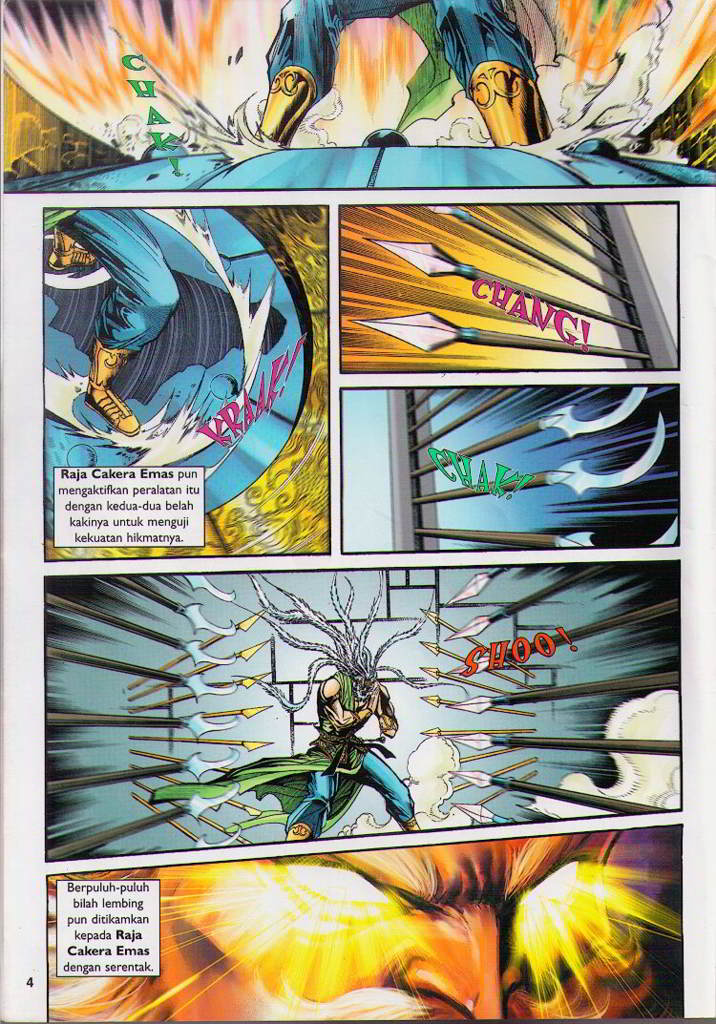 CHAK!
CHANG!
KRAAK!
Raja Cakera Emas pun
mengaktifkan peralatan itu
dengan kedua-dua belah
kakinya untuk menguji
kekuatan hikmatnya.
CHAK!
SHOO!
Berpuluh-puluh
bilah lembing
pun ditikamkan
kepada Raja
Cakera Emas
dengan serentak.
4